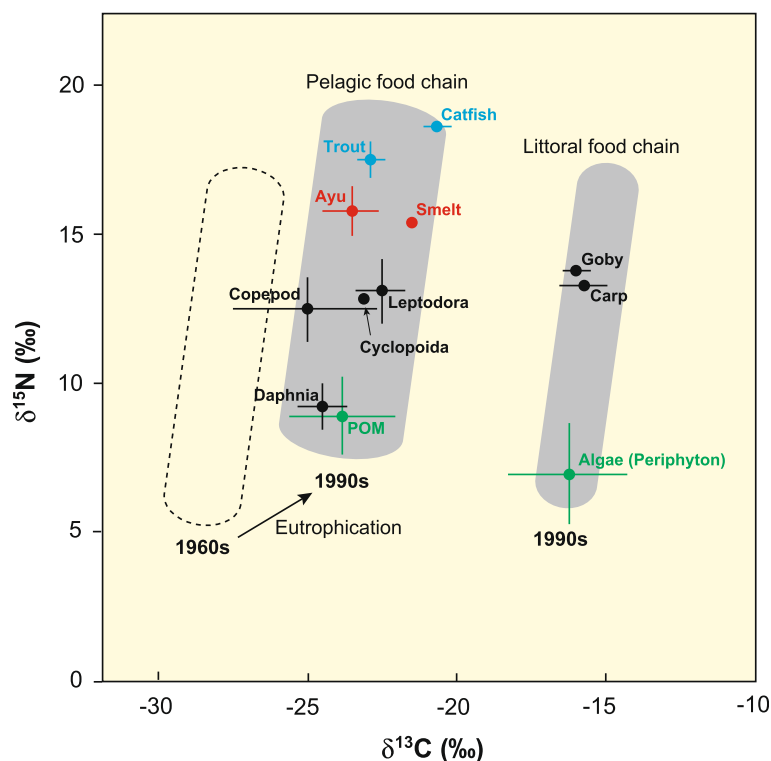 Pelagic food chain
Catfish
Trout
Littoral food chain
Ayu
Smelt
Goby
Copepod
Leptodora
Carp
Cyclopoida
Daphnia
POM
Algae (Periphyton)
1990s
Eutrophication
1960s
1990s
20
15
10
5
0
δ15N (‰)
-30
-25
-20
-15
-10
δ13C (‰)